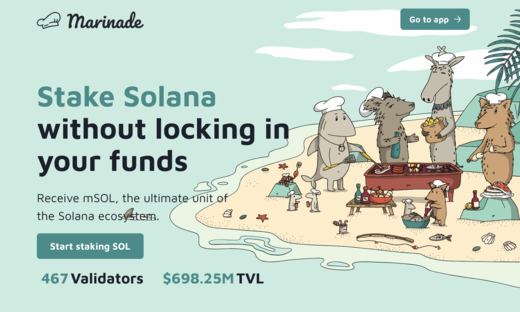 Marinade
Go to app →
Stake Solana
without locking in
your funds
Receive mSOL, the ultimate unit of
the Solana ecosystem.
Start staking SOL
467 Validators $698.25M TVL